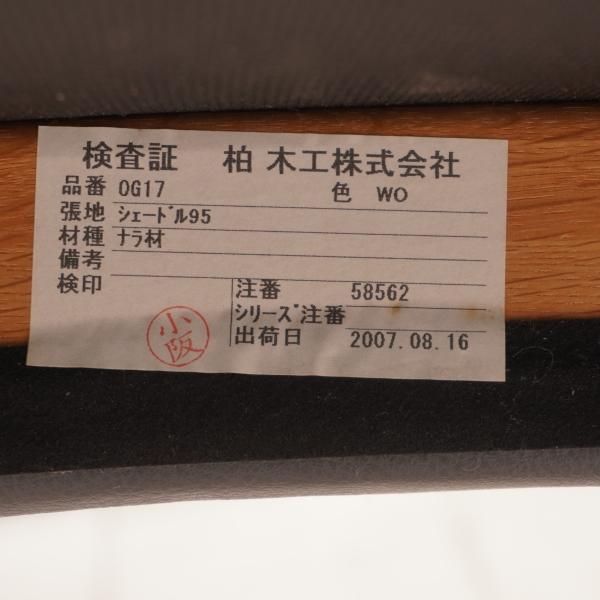 検査証 柏木工株式会社
品番 OG17 色 WO
張地 シェードル95
材種 ナラ材
備考
検印 注番 58562
シリーズ注番
出荷日 2007.08.16
小阪